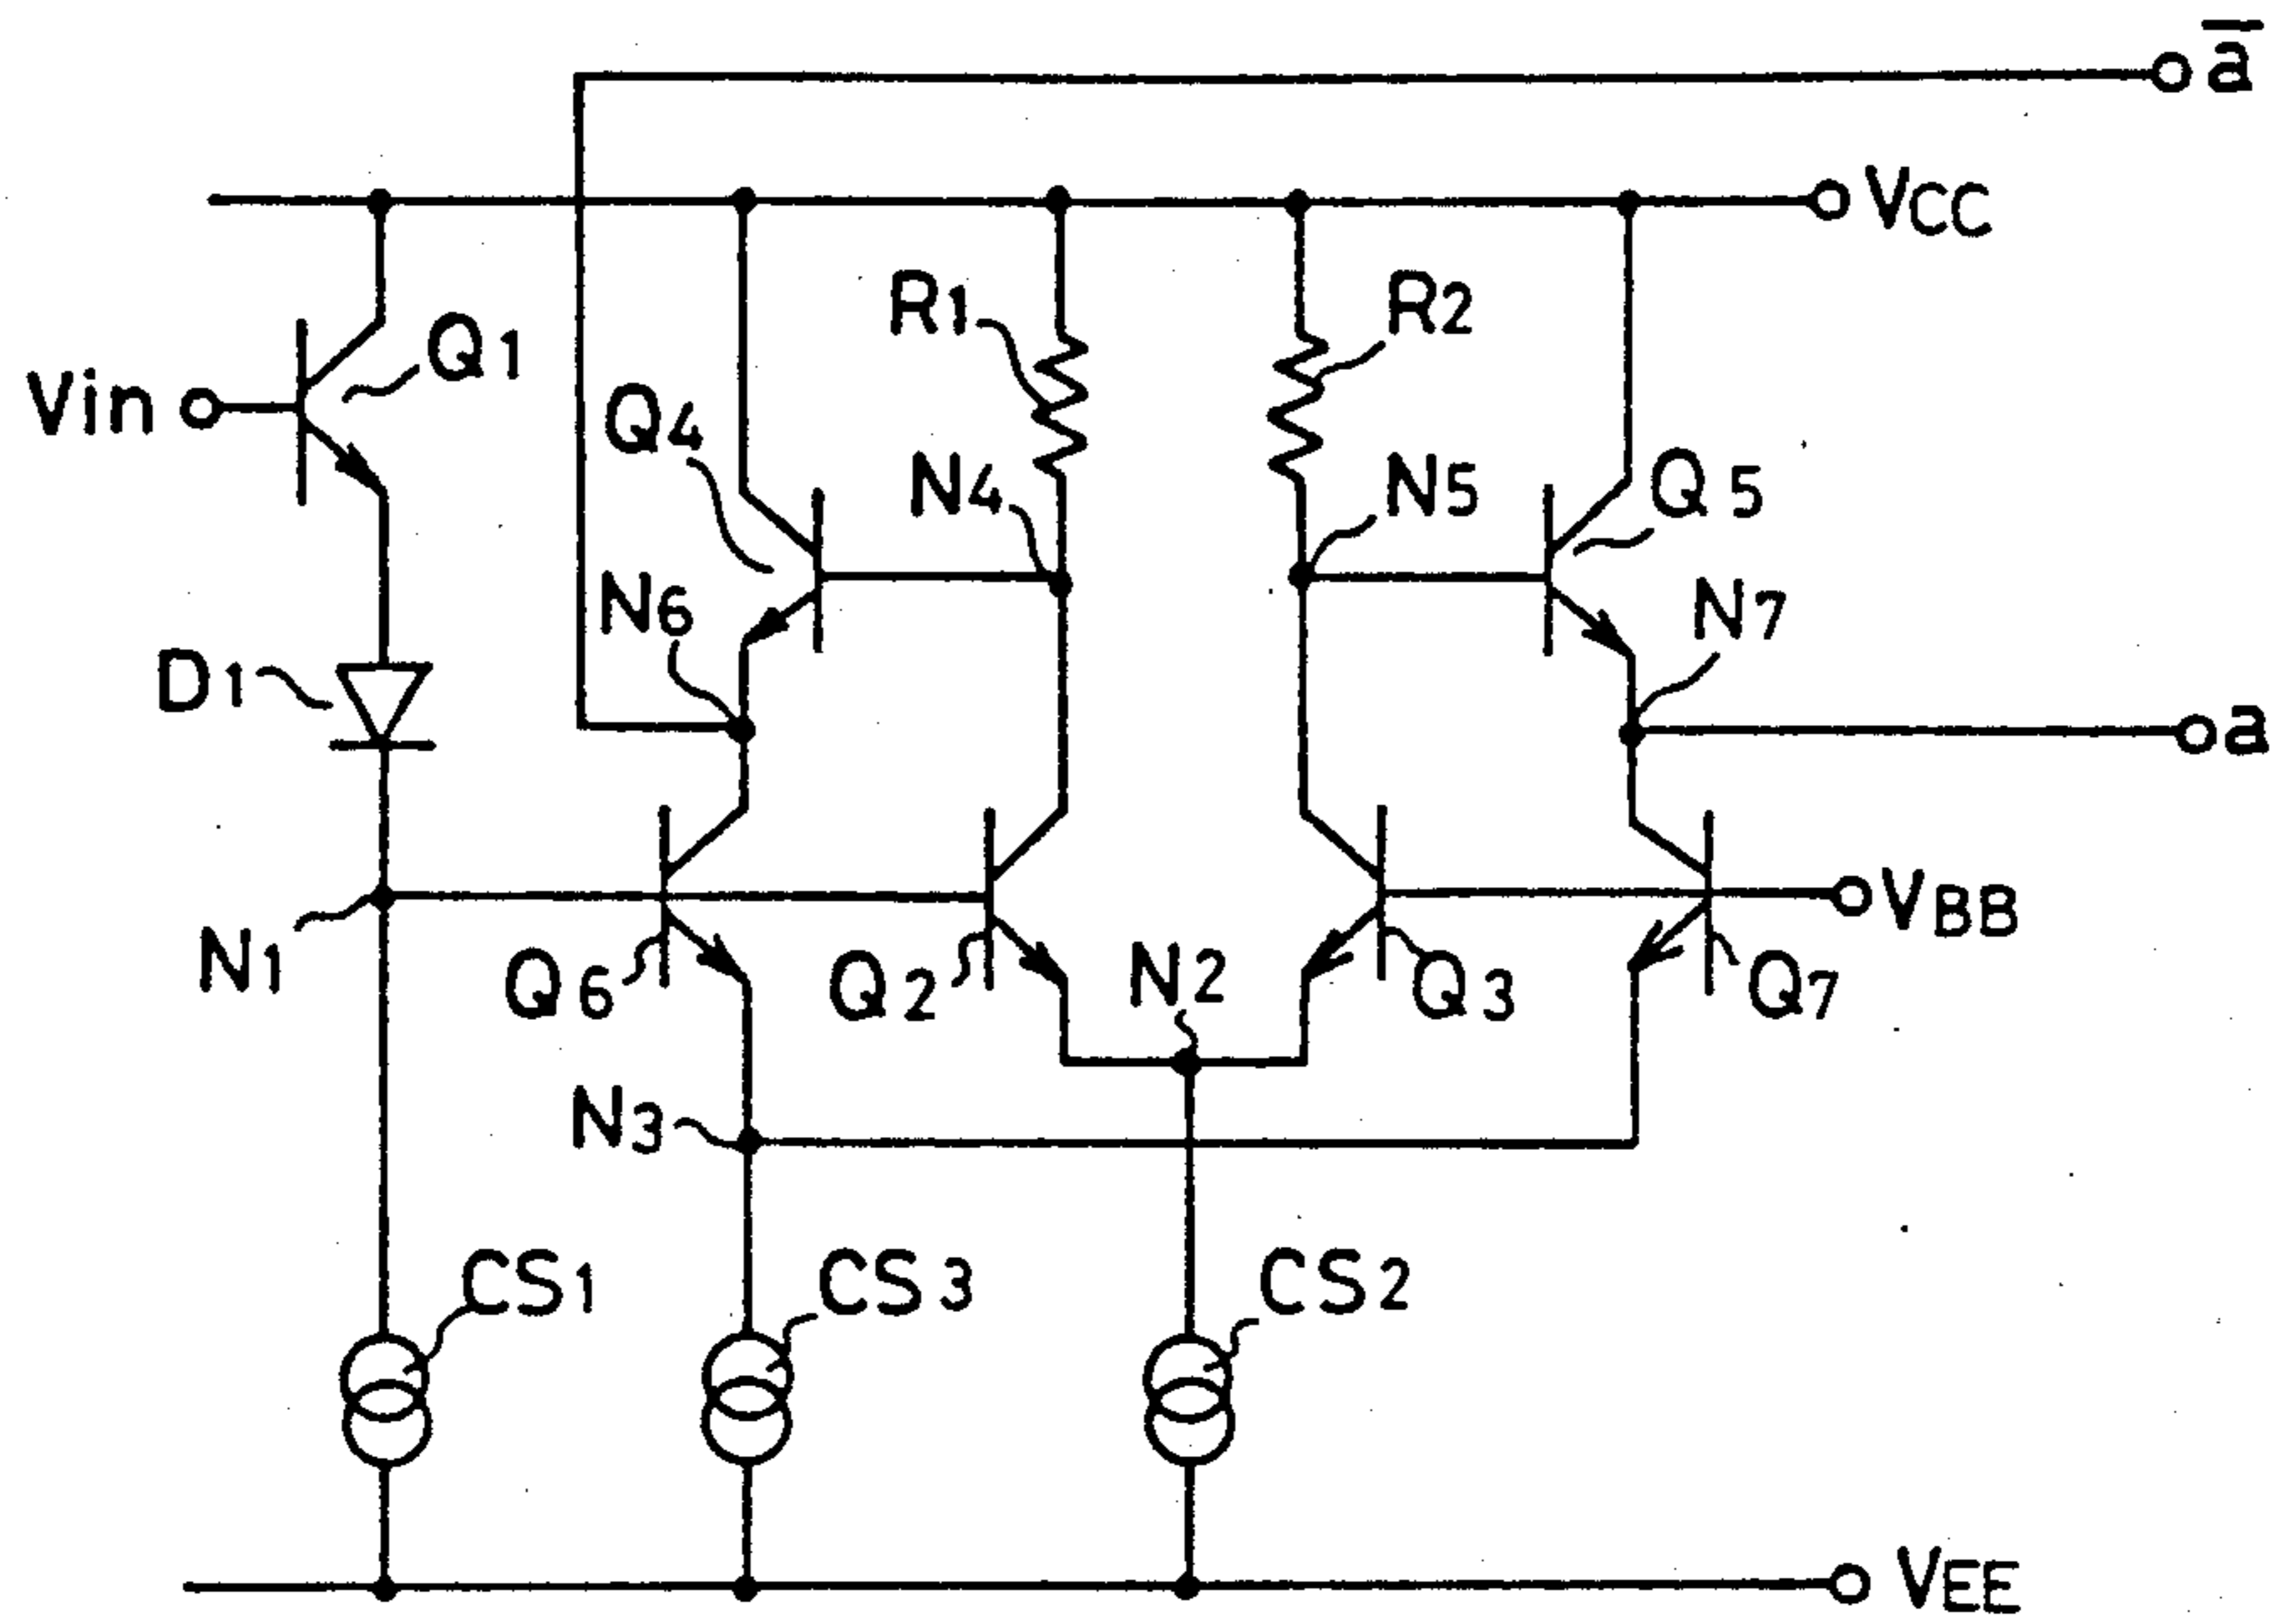 a̅
VCC
R1
R2
Q1
Vin
Q4
N4
N5
Q5
N6
N7
D1
a
VBB
N1
Q6
Q2
N2
Q3
Q7
N3
CS1
CS3
CS2
VEE